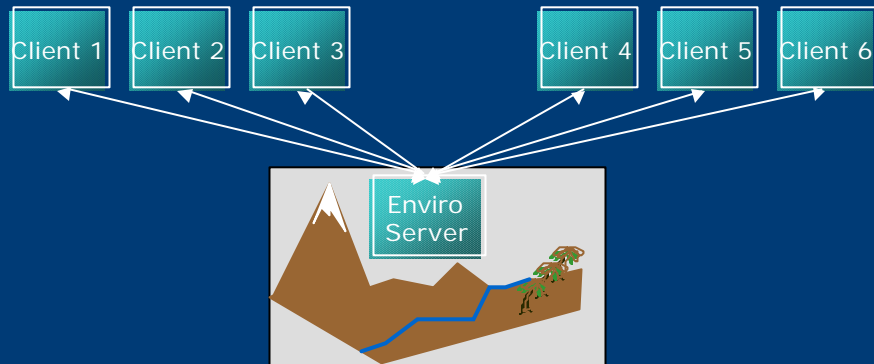 Client 1
Client 2
Client 3
Client 4
Client 5
Client 6
Enviro
Server